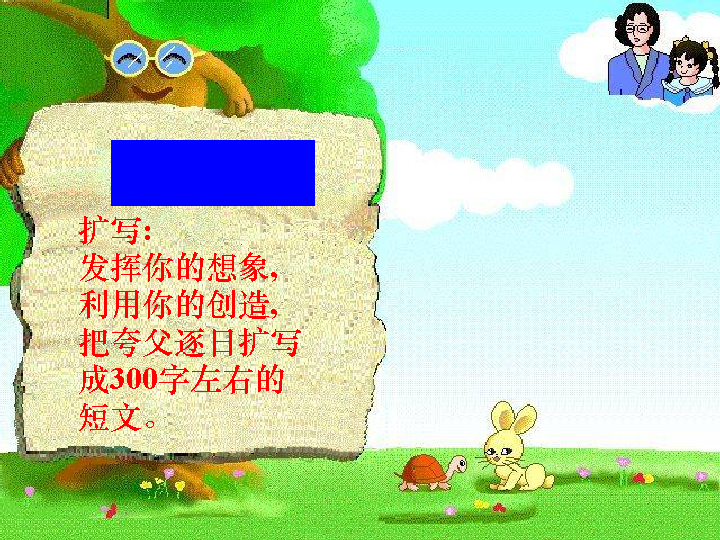 扩写:
发挥你的想象,
利用你的创造,
把夸父逐日扩写
成300字左右的
短文。